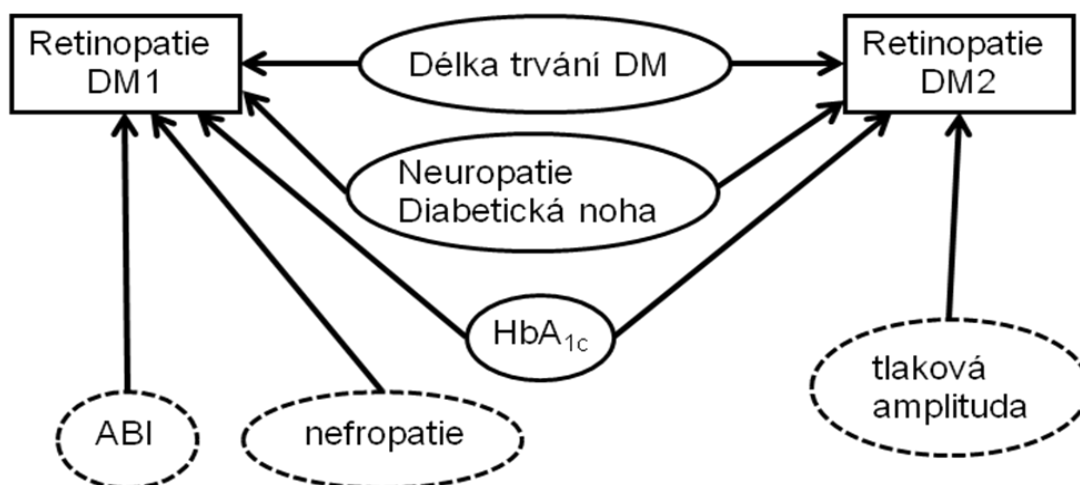 Retinopatie
DM1
Délka trvání DM
Retinopatie
DM2
Neuropatie
Diabetická noha
HbA1c
tlaková
amplituda
ABI
nefropatie